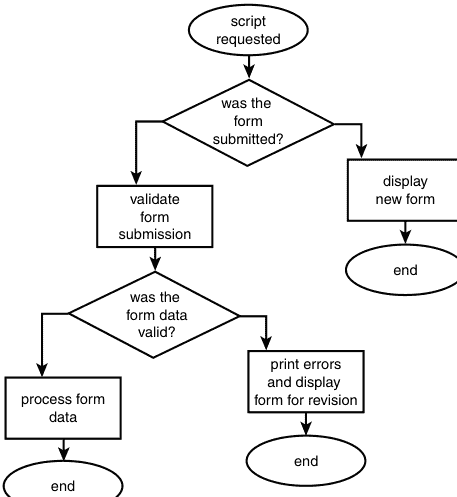 script
requested
was the
form
submitted?
display
new form
validate
form
submission
end
was the
form data
valid?
print errors
and display
form for revision
process form
data
end
end